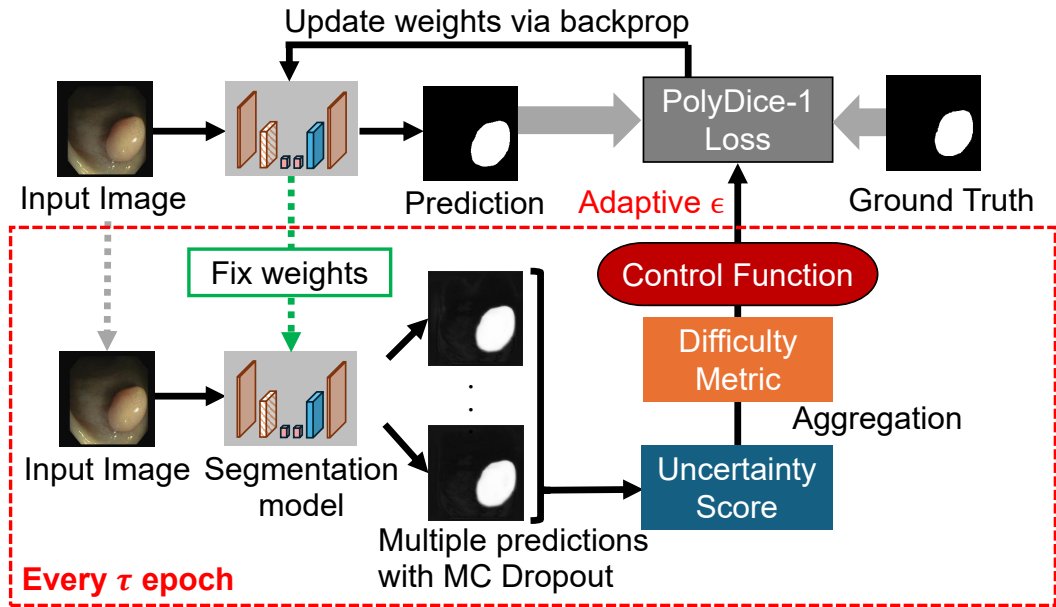 Update weights via backprop
PolyDice-1
Loss
Input Image
Prediction
Adaptive ϵ
Ground Truth
Fix weights
Control Function
Difficulty
Metric
Aggregation
Input Image
Segmentation
model
Uncertainty
Score
Multiple predictions
with MC Dropout
Every τ epoch